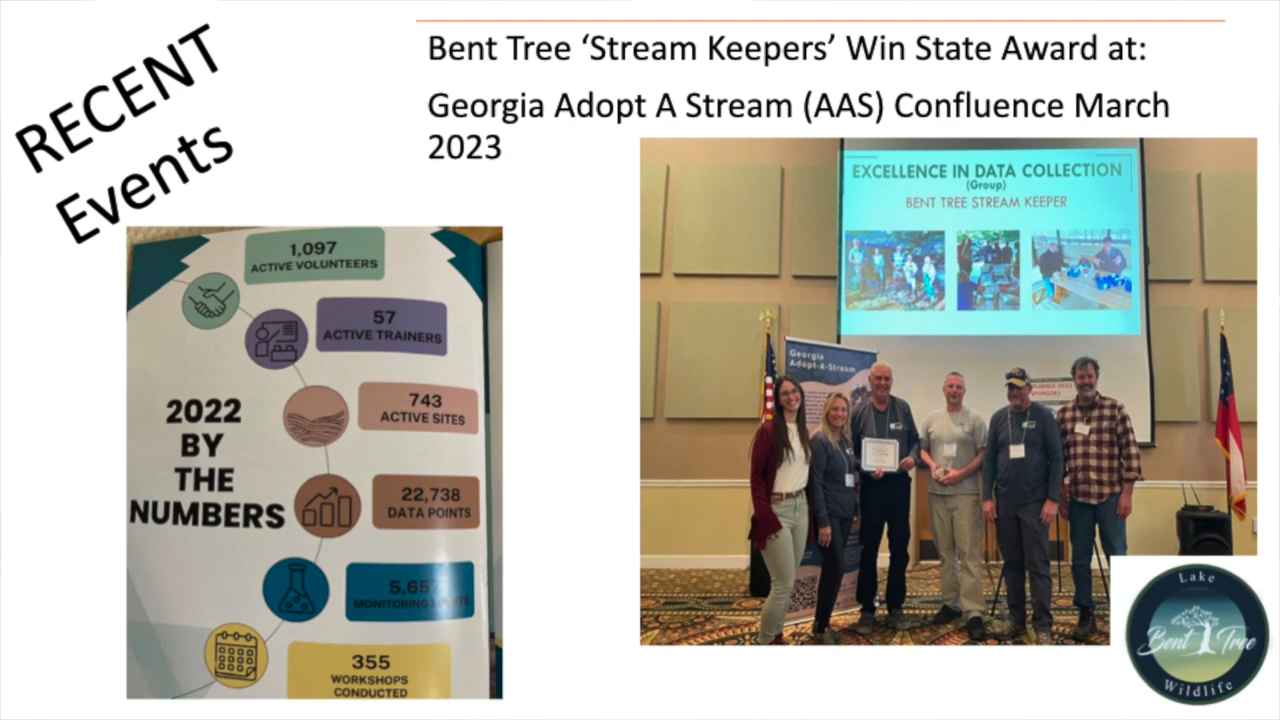 RECENT
Events
Bent Tree ‘Stream Keepers’ Win State Award at:
Georgia Adopt A Stream (AAS) Confluence March
2023
1,097
ACTIVE VOLUNTEERS
57
ACTIVE TRAINERS
743
ACTIVE SITES
2022
BY
THE
NUMBERS
22,738
DATA POINTS
MONITORING
355
WORKSHOPS
CONDUCTED
EXCELLENCE IN DATA COLLECTION
(Group)
BENT TREE STREAM KEEPER
Georgia
Adopt-A-Stream
SPONSORS
Lake
Bent Tree
Wildlife